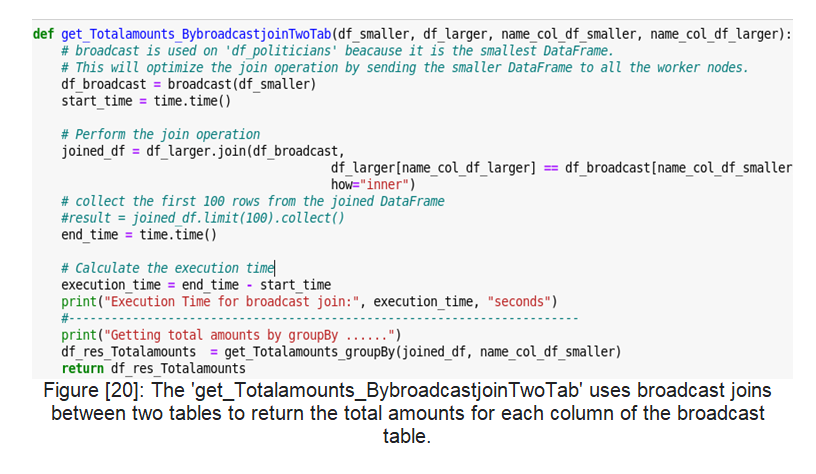 def get_Totalamounts_BybroadcastjoinTwoTab(df_smaller, df_larger, name_col_df_smaller, name_col_df_larger):
# broadcast is used on 'df_politicians' beacause it is the smallest DataFrame.
# This will optimize the join operation by sending the smaller DataFrame to all the worker nodes.
df_broadcast = broadcast(df_smaller)
start_time = time.time()
# Perform the join operation
joined_df = df_larger.join(df_broadcast,
df_larger[name_col_df_larger] == df_broadcast[name_col_df_smaller
how="inner")
# collect the first 100 rows from the joined DataFrame
#result = joined_df.limit(100).collect()
end_time = time.time()
# Calculate the execution time
execution_time = end_time - start_time
print("Execution Time for broadcast join:", execution_time, "seconds")
#------------------------------------------------------------------------
print("Getting total amounts by groupBy ......")
df_res_Totalamounts  = get_Totalamounts_groupBy(joined_df, name_col_df_smaller)
return df_res_Totalamounts
Figure [20]: The 'get_Totalamounts_BybroadcastjoinTwoTab' uses broadcast joins
between two tables to return the total amounts for each column of the broadcast
table.